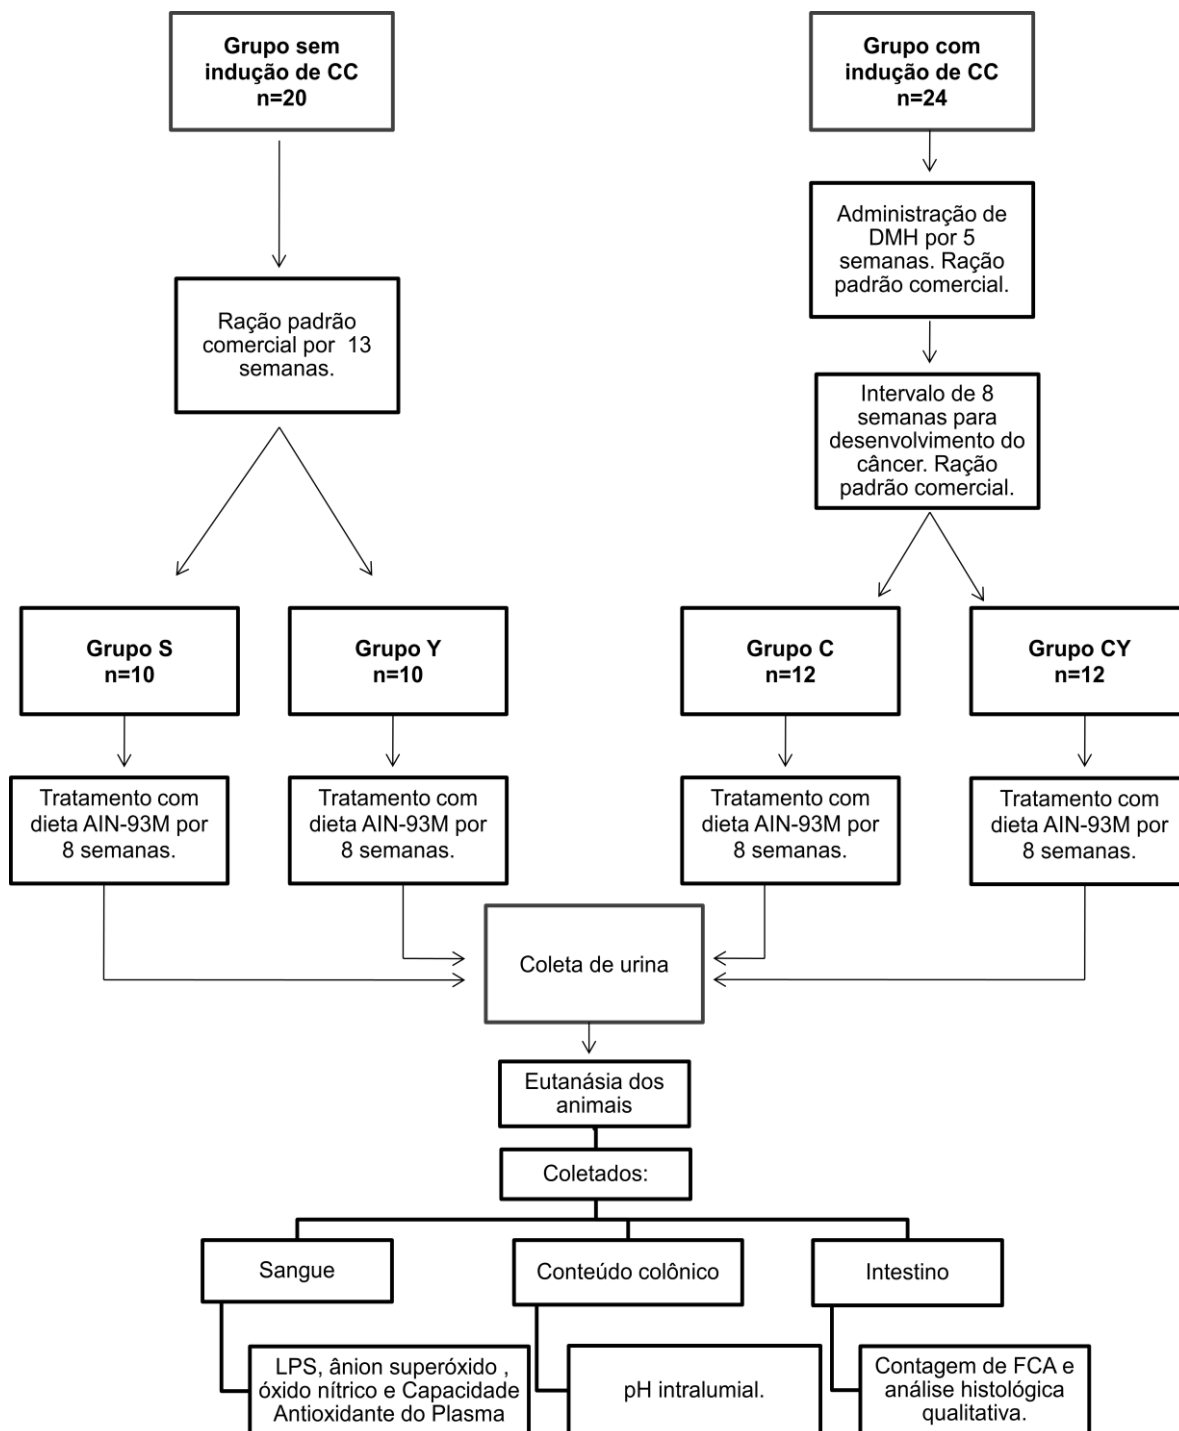 Grupo sem
indução de CC
n=20
Grupo com
indução de CC
n=24
Administração de
DMH por 5
semanas. Ração
padrão comercial.
Ração padrão
comercial por 13
semanas.
Intervalo de 8
semanas para
desenvolvimento do
câncer. Ração
padrão comercial.
Grupo S
n=10
Grupo Y
n=10
Grupo C
n=12
Grupo CY
n=12
Tratamento com
dieta AIN-93M por
8 semanas.
Tratamento com
dieta AIN-93M por
8 semanas.
Tratamento com
dieta AIN-93M por
8 semanas.
Tratamento com
dieta AIN-93M por
8 semanas.
Coleta de urina
Eutanásia dos
animais
Coletados:
Sangue
Conteúdo colônico
Intestino
LPS, ânion superóxido ,
óxido nítrico e Capacidade
Antioxidante do Plasma
pH intralumial.
Contagem de FCA e
análise histológica
qualitativa.